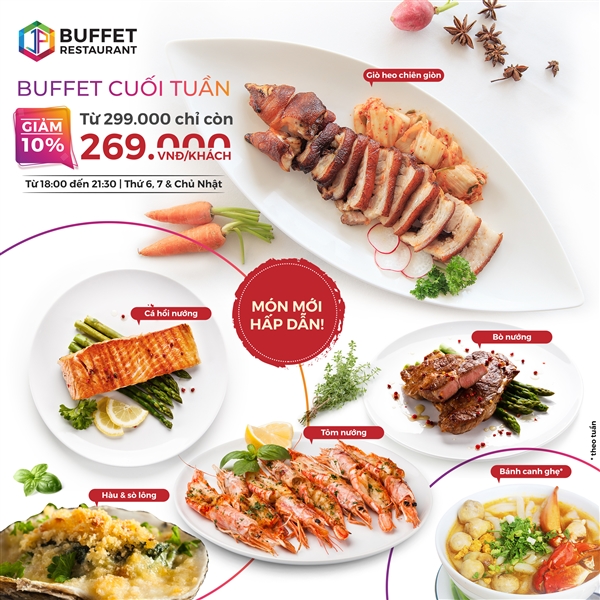 BUFFET
RESTAURANT
BUFFET CUỐI TUẦN
GIẢM
10%
Từ 299.000 chỉ còn
269.000
VNĐ/KHÁCH
Từ 18:00 đến 21:30 | Thứ 6, 7 & Chủ Nhật
Giò heo chiên giòn
MÓN MỚI
HẤP DẪN!
Cá hồi nướng
Bò nướng
Tôm nướng
* theo tuần
Bánh canh ghẹ*
Hàu & sò lông